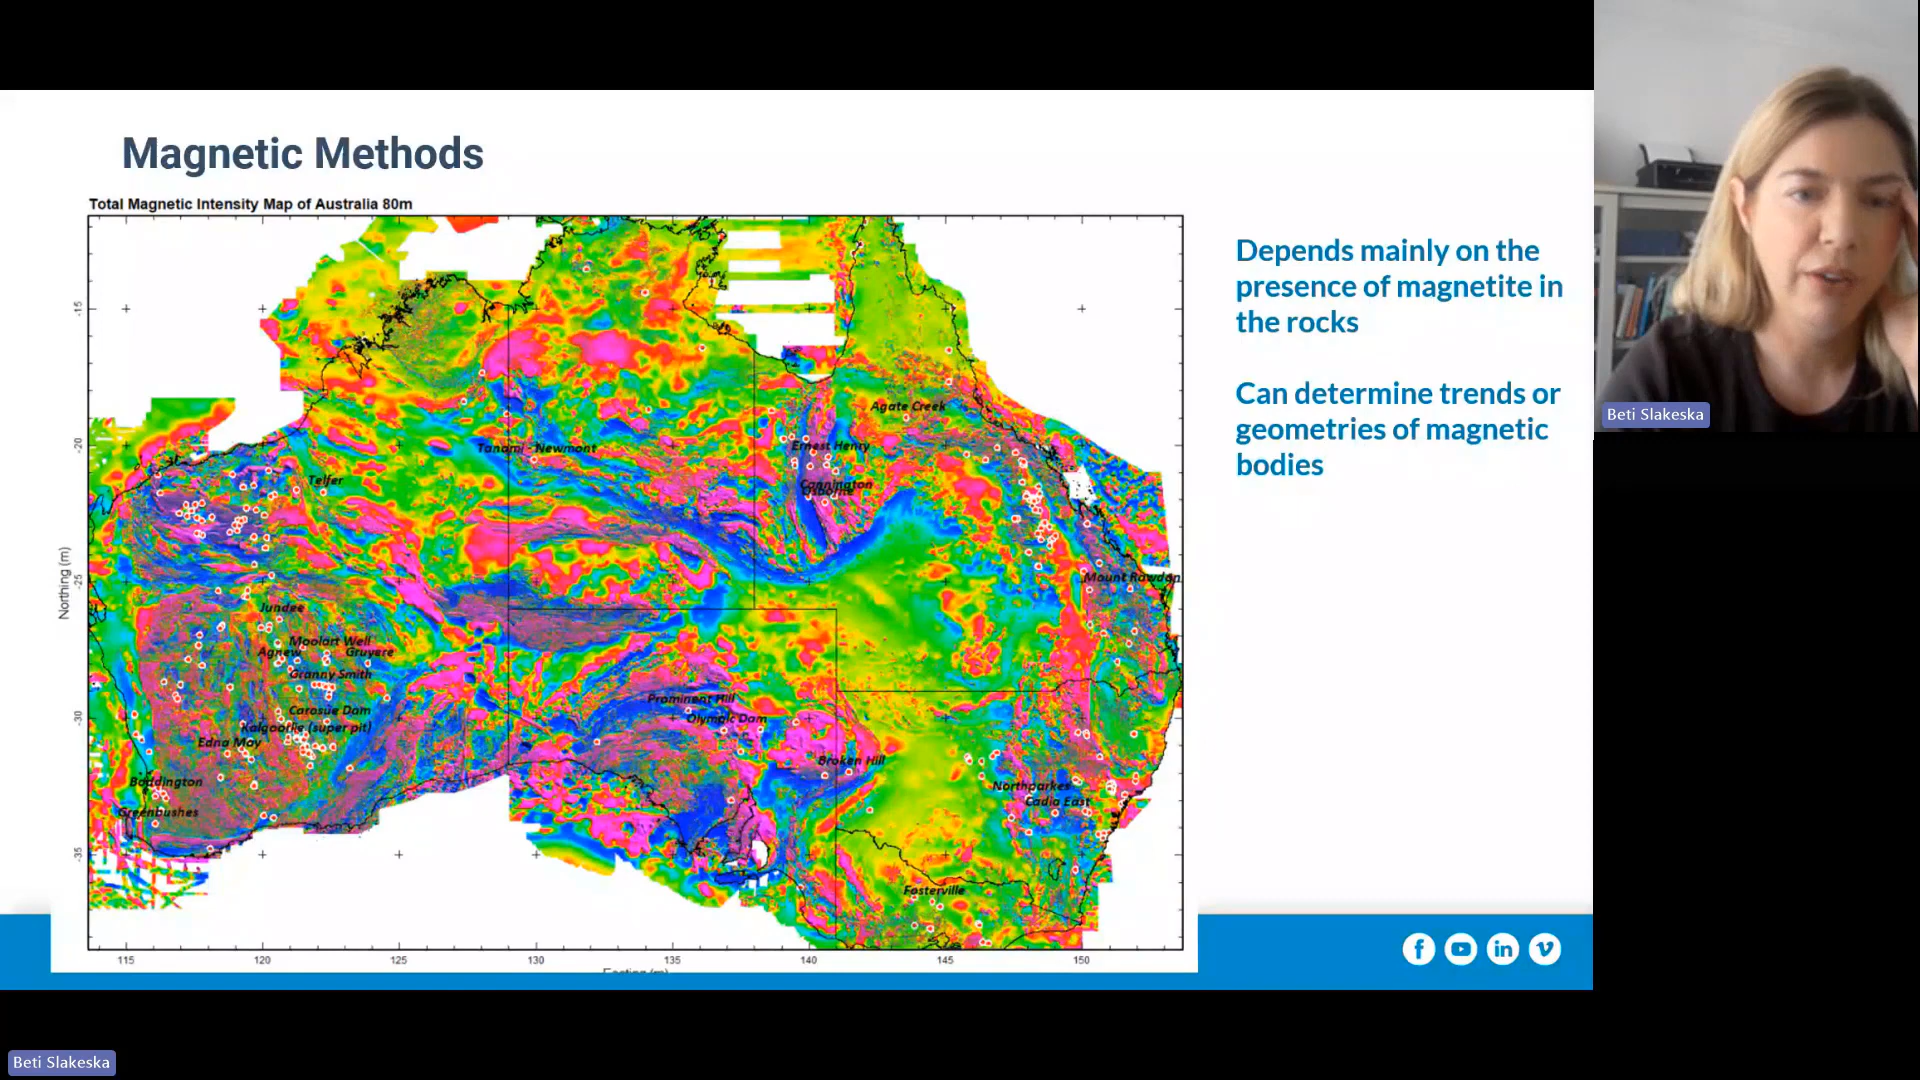 Magnetic Methods
Total Magnetic Intensity Map of Australia 80m
Depends mainly on the
presence of magnetite in
the rocks
Can determine trends or
geometries of magnetic
bodies
Northing (m)
-15
-20
-25
-30
-35
Agate Creek
Ernest Henry
Tanami - Newmont
Telfer
Cannington
Osborne
Mount Rawdon
Jundee
Moolart Well
Agnew
Gruyere
Granny Smith
Prominent Hill
Carosue Dam
Olympic Dam
Kalgoorlie (super pit)
Edna May
Broken Hill
Boddington
Northparkes
Cadia East
Greenbushes
Fosterville
115
120
125
130
135
140
145
150
Easting (m)
Beti Slakeska
Beti Slakeska